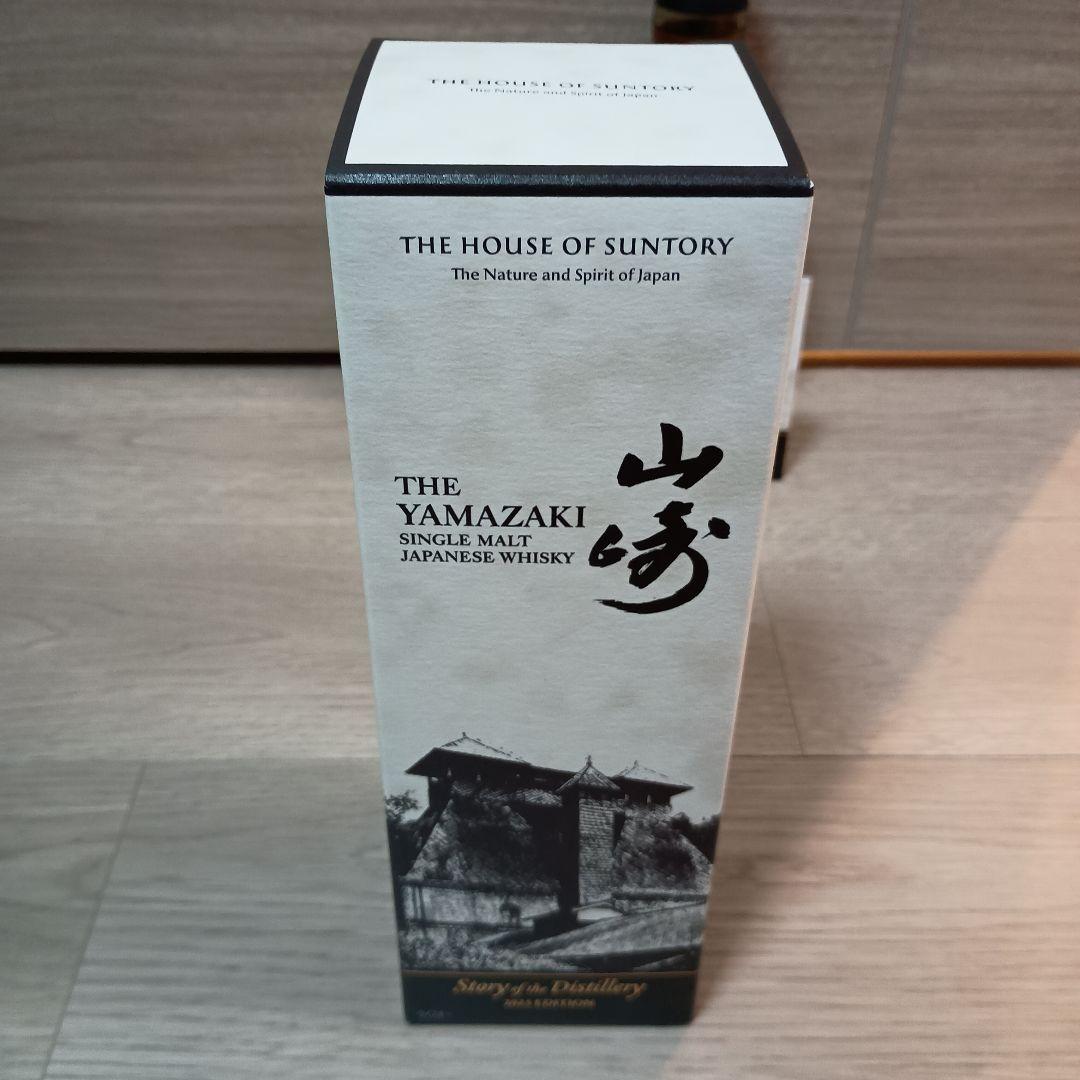 THE HOUSE OF SUNTORY
The Nature and Spirit of Japan
THE HOUSE OF SUNTORY
The Nature and Spirit of Japan
山
崎
THE
YAMAZAKI
SINGLE MALT
JAPANESE WHISKY
Story of the Distillery
EDITION